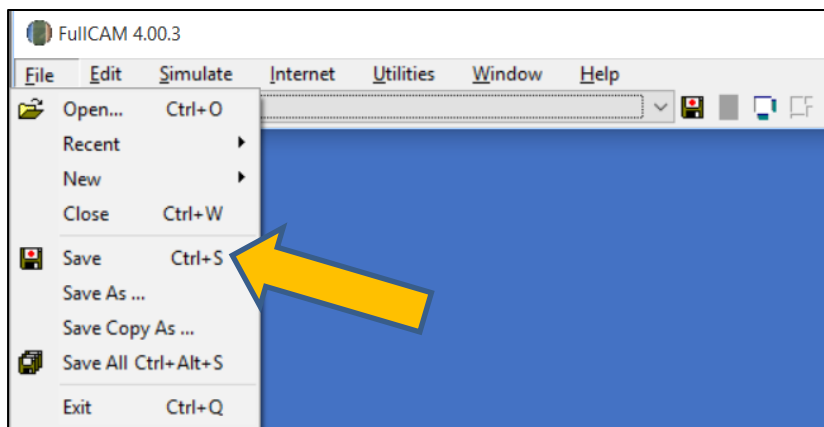 FullCAM 4.00.3
File Edit Simulate Internet Utilities Window Help
Open... Ctrl+O
Recent
New
Close Ctrl+W
Save Ctrl+S
Save As ...
Save Copy As ...
Save All Ctrl+Alt+S
Exit Ctrl+Q